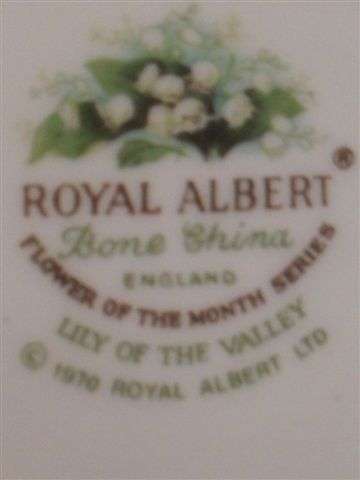 ROYAL ALBERT ®
Bone China
ENGLAND
FLOWER OF THE MONTH SERIES
LILY OF THE VALLEY
© 1970 ROYAL ALBERT LTD